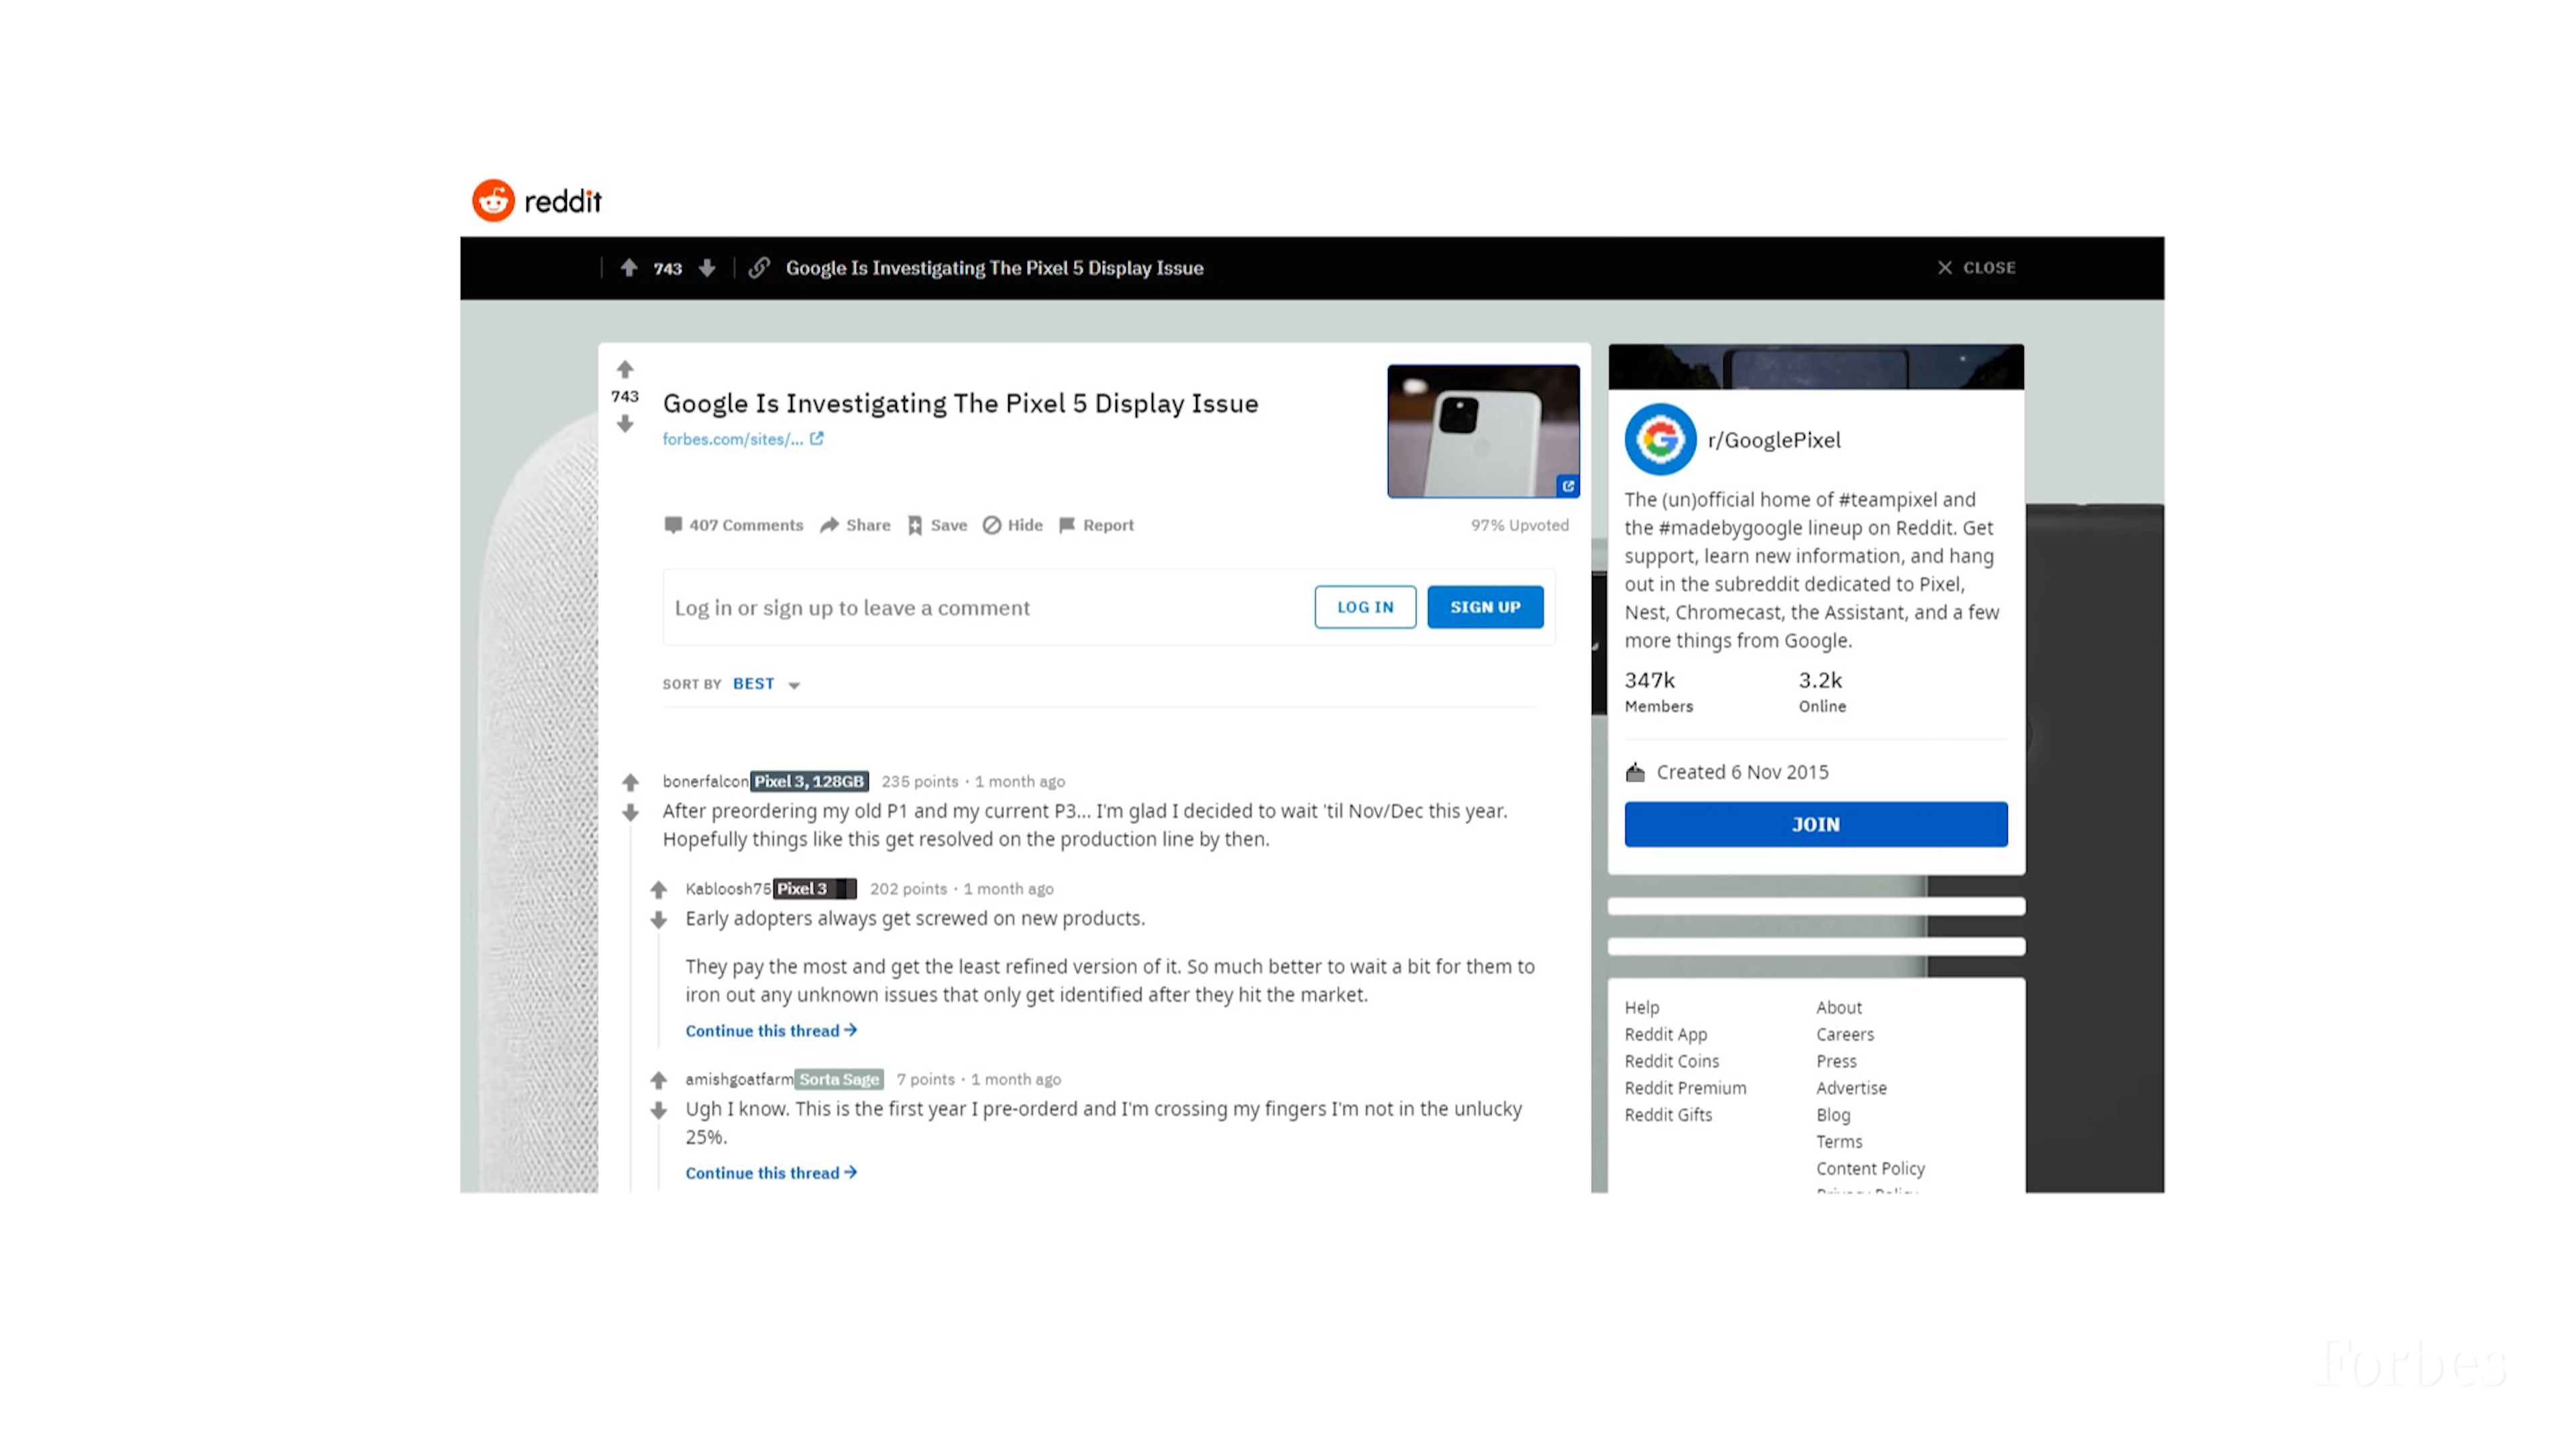 reddit
743 Google Is Investigating The Pixel 5 Display Issue CLOSE
743
Google Is Investigating The Pixel 5 Display Issue
forbes.com/sites/...
407 Comments Share Save Hide Report 97% Upvoted
Log in or sign up to leave a comment LOG IN SIGN UP
SORT BY BEST
bonerfalcon Pixel 3, 128GB 235 points · 1 month ago
After preordering my old P1 and my current P3... I'm glad I decided to wait 'til Nov/Dec this year.
Hopefully things like this get resolved on the production line by then.
Kabloosh75 Pixel 3 202 points · 1 month ago
Early adopters always get screwed on new products.
They pay the most and get the least refined version of it. So much better to wait a bit for them to
iron out any unknown issues that only get identified after they hit the market.
Continue this thread
amishgoatfarm Sorta Sage 7 points · 1 month ago
Ugh I know. This is the first year I pre-orderd and I'm crossing my fingers I'm not in the unlucky
25%.
Continue this thread
r/GooglePixel
The (un)official home of #teampixel and
the #madebygoogle lineup on Reddit. Get
support, learn new information, and hang
out in the subreddit dedicated to Pixel,
Nest, Chromecast, the Assistant, and a few
more things from Google.
347k 3.2k
Members Online
Created 6 Nov 2015
JOIN
Help About
Reddit App Careers
Reddit Coins Press
Reddit Premium Advertise
Reddit Gifts Blog
Terms
Content Policy
Forbes